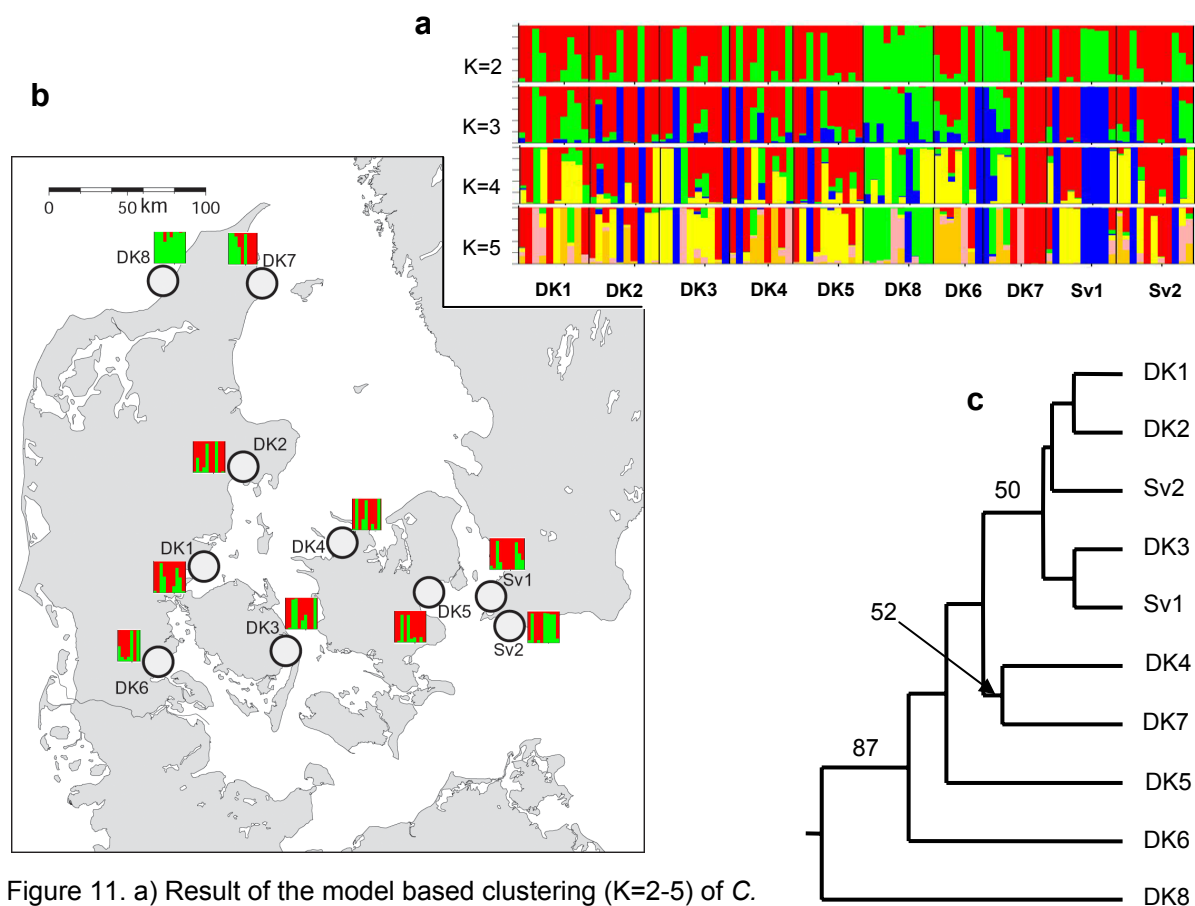 a
K=2
K=3
K=4
K=5
DK1 DK2 DK3 DK4 DK5 DK8 DK6 DK7 Sv1 Sv2
b
0 50 km 100
DK8
DK7
DK2
DK4
DK1
Sv1
DK5
DK3
Sv2
DK6
c
DK1
DK2
Sv2
50
DK3
Sv1
52
DK4
DK7
87
DK5
DK6
DK8
Figure 11. a) Result of the model based clustering (K=2-5) of C.